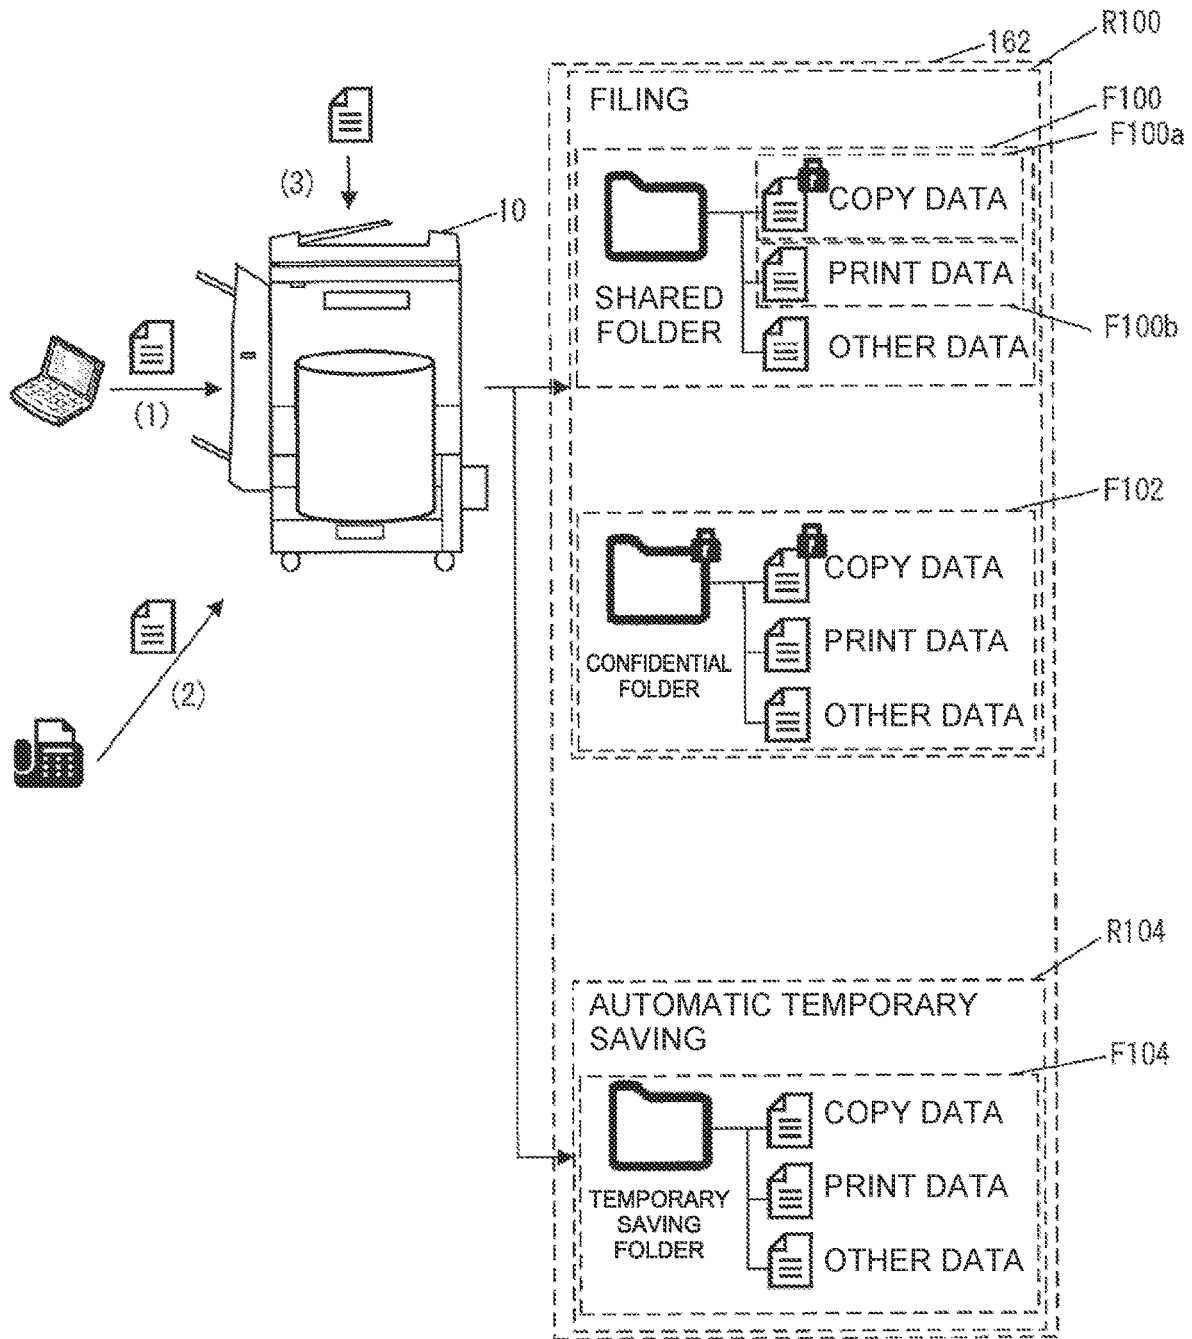 R100
162
FILING
F100
F100a
(3)
10
COPY DATA
PRINT DATA
SHARED
FOLDER
F100b
OTHER DATA
(1)
F102
COPY DATA
(2)
PRINT DATA
CONFIDENTIAL
FOLDER
OTHER DATA
R104
AUTOMATIC TEMPORARY
SAVING
F104
COPY DATA
PRINT DATA
TEMPORARY
SAVING
FOLDER
OTHER DATA